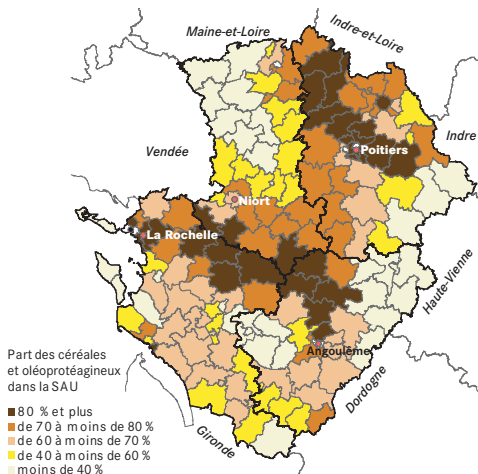 Maine-et-Loire
Indre-et-Loire
Indre
Vendée
Poitiers
Niort
La Rochelle
Haute-Vienne
Part des céréales
et oléoprotéagineux
dans la SAU
Angoulême
Dordogne
80 % et plus
de 70 à moins de 80 %
de 60 à moins de 70 %
de 40 à moins de 60 %
moins de 40 %
Gironde